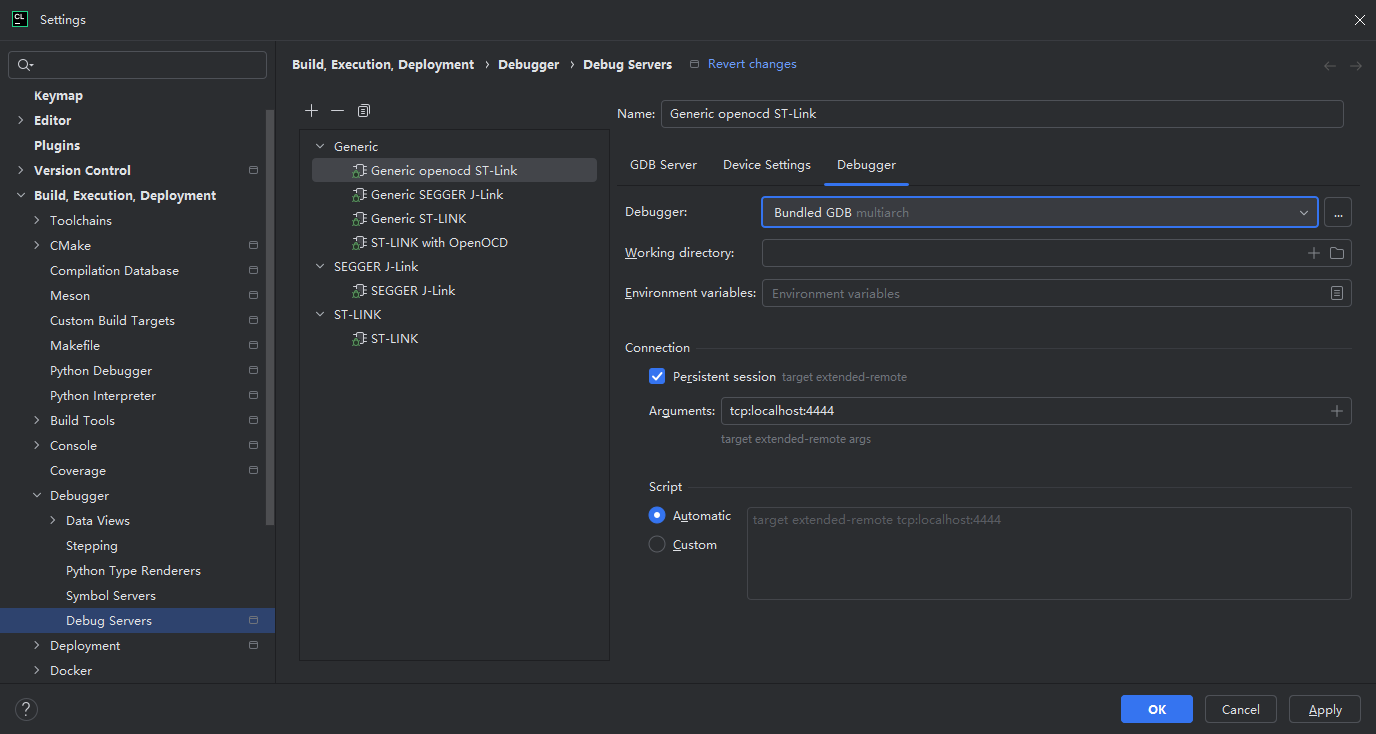 CL
Settings
Keymap
Editor
Plugins
Version Control
Build, Execution, Deployment
Toolchains
CMake
Compilation Database
Meson
Custom Build Targets
Makefile
Python Debugger
Python Interpreter
Build Tools
Console
Coverage
Debugger
Data Views
Stepping
Python Type Renderers
Symbol Servers
Debug Servers
Deployment
Docker
?
Build, Execution, Deployment › Debugger › Debug Servers Revert changes
Generic
Generic openocd ST-Link
Generic SEGGER J-Link
Generic ST-LINK
ST-LINK with OpenOCD
SEGGER J-Link
SEGGER J-Link
ST-LINK
ST-LINK
Name: Generic openocd ST-Link
GDB Server Device Settings Debugger
Debugger: Bundled GDB multiarch ...
Working directory:
Environment variables: Environment variables
Connection
Persistent session target extended-remote
Arguments: tcp:localhost:4444
target extended-remote args
Script
Automatic target extended-remote tcp:localhost:4444
Custom
OK Cancel Apply